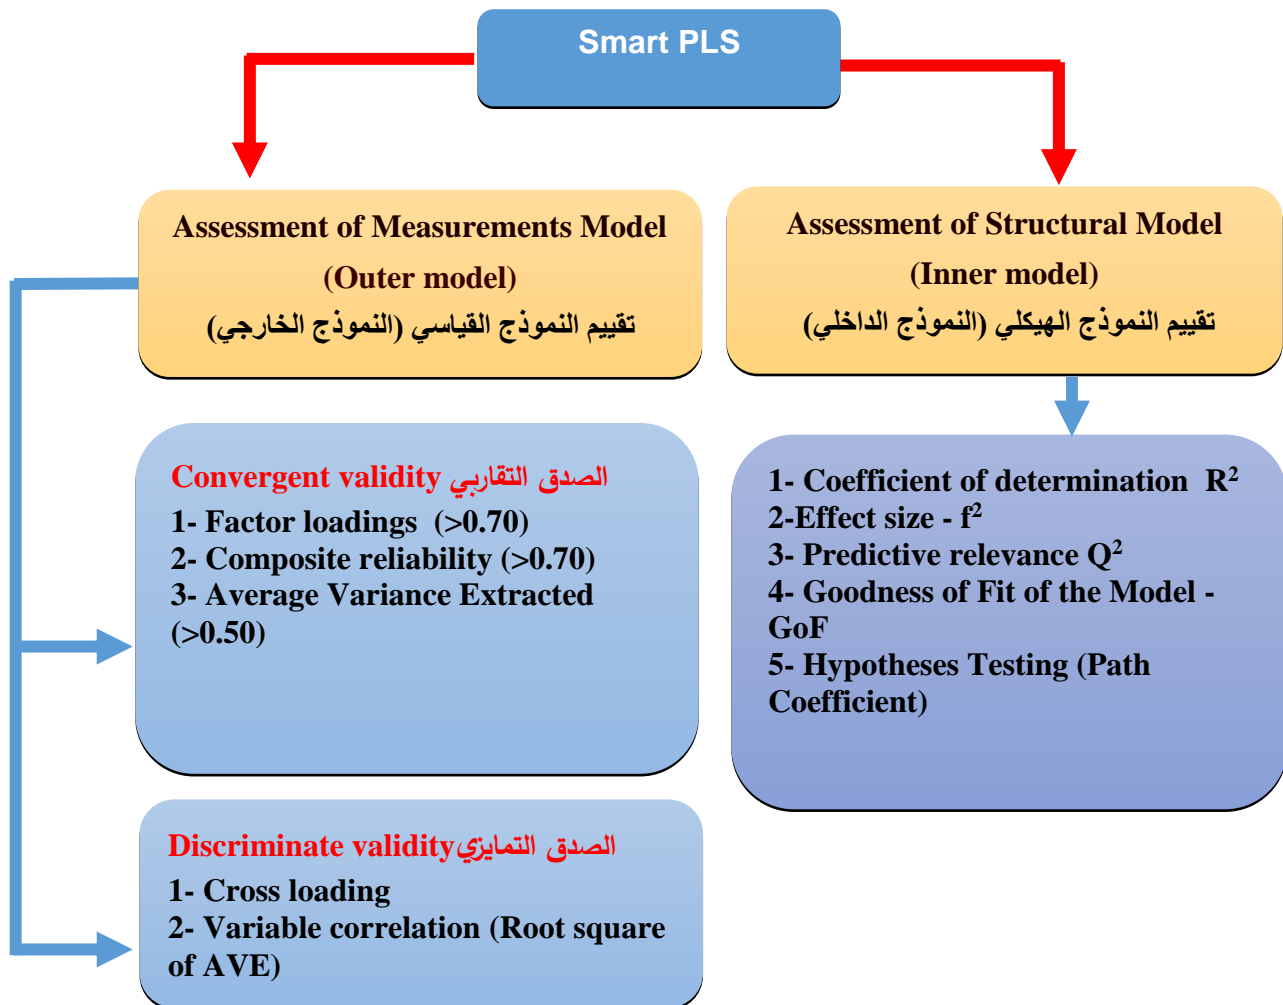 Smart PLS
Assessment of Measurements Model
(Outer model)
تقييم النموذج القياسي (النموذج الخارجي)
Assessment of Structural Model
(Inner model)
تقييم النموذج الهيكلي (النموذج الداخلي)
Convergent validity الصدق التقاربي
1- Factor loadings (>0.70)
2- Composite reliability (>0.70)
3- Average Variance Extracted
(>0.50)
1- Coefficient of determination R²
2-Effect size - f²
3- Predictive relevance Q²
4- Goodness of Fit of the Model -
GoF
5- Hypotheses Testing (Path
Coefficient)
Discriminate validity الصدق التمايزي
1- Cross loading
2- Variable correlation (Root square
of AVE)